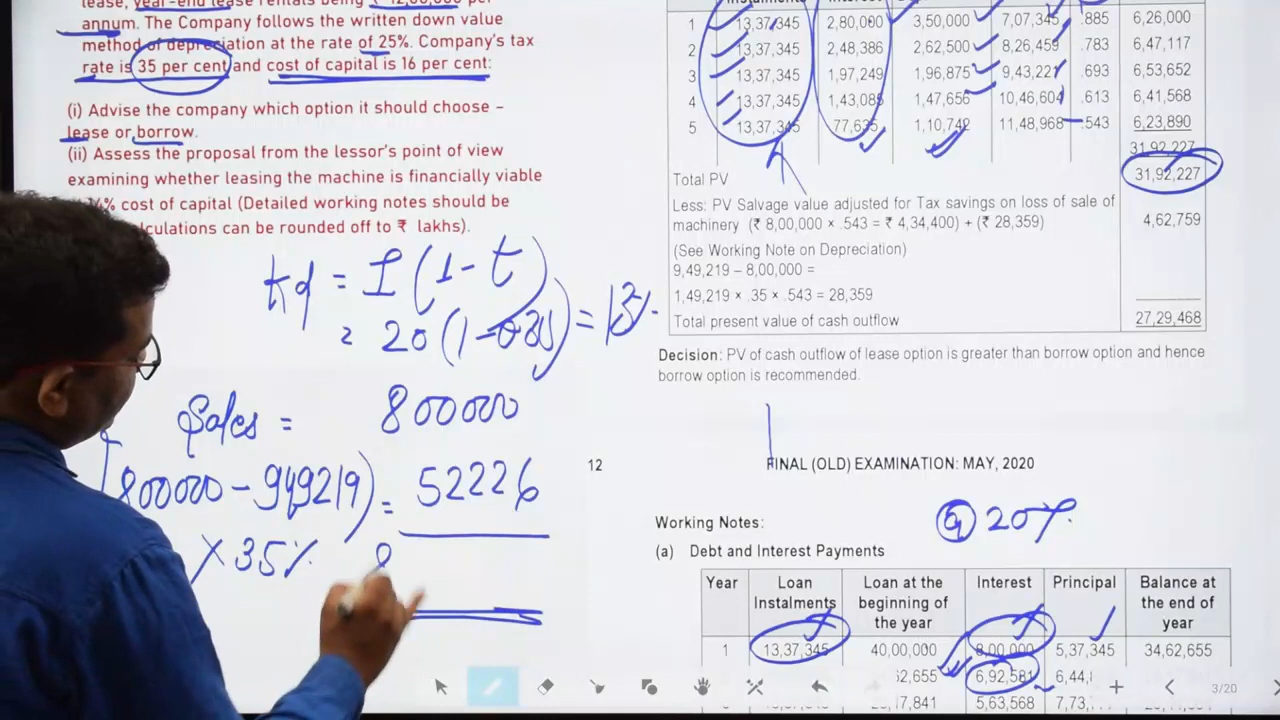 lease, year-end lease rentals being ₹ 12,00,000 per
annum. The Company follows the written down value
method of depreciation at the rate of 25%. Company's tax
rate is 35 per cent and cost of capital is 16 per cent:
(i) Advise the company which option it should choose –
lease or borrow.
(ii) Assess the proposal from the lessor's point of view
examining whether leasing the machine is financially viable
% cost of capital (Detailed working notes should be
calculations can be rounded off to ₹ lakhs).
Kd = I (1 - t)
= 20 (1 - 0.35) = 13%.
Sales = 800000
(800000 - 949219) = 52226
× 35%. 8
1 13,37,345 2,80,000 3,50,000 7,07,345 .885 6,26,000
2 13,37,345 2,48,386 2,62,500 8,26,459 .783 6,47,117
3 13,37,345 1,97,249 1,96,875 9,43,221 .693 6,53,652
4 13,37,345 1,43,085 1,47,656 10,46,604 .613 6,41,568
5 13,37,345 77,635 1,10,742 11,48,968 .543 6,23,890
31,92,227
Total PV 31,92,227
Less: PV Salvage value adjusted for Tax savings on loss of sale of
machinery (₹ 8,00,000 × .543 = ₹ 4,34,400) + (₹ 28,359) 4,62,759
(See Working Note on Depreciation)
9,49,219 – 8,00,000 =
1,49,219 × .35 × .543 = 28,359
Total present value of cash outflow 27,29,468
Decision: PV of cash outflow of lease option is greater than borrow option and hence
borrow option is recommended.
12 FINAL (OLD) EXAMINATION: MAY, 2020
Working Notes: @ 20%.
(a) Debt and Interest Payments
Year Loan Instalments Loan at the beginning of the year Interest Principal Balance at the end of year
1 13,37,345 40,00,000 8,00,000 5,37,345 34,62,655
62,655 6,92,531 6,44,
17,841 5,63,568 7,73,
3/20